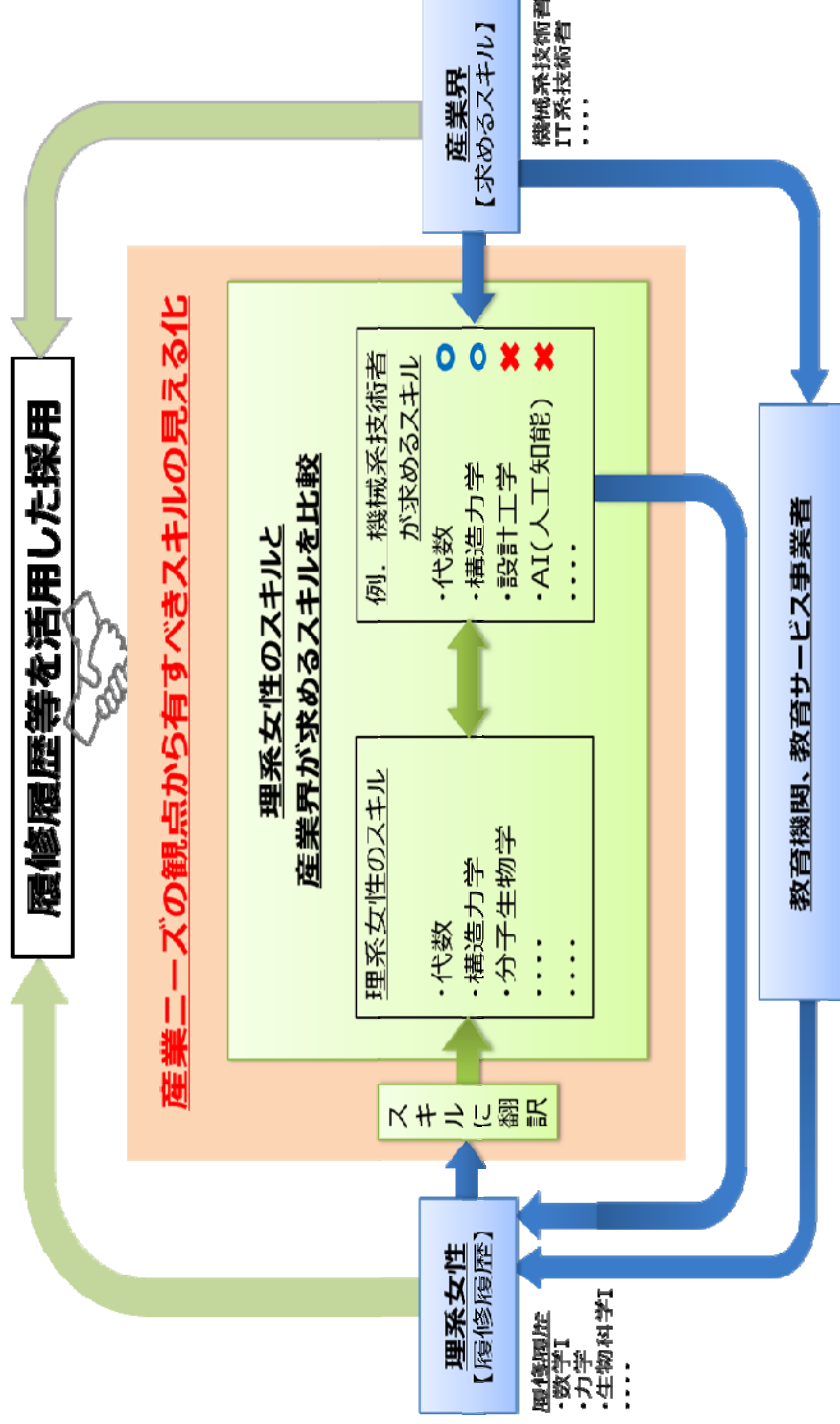 履修履歴等を活用した採用
産業ニーズの観点から有すべきスキルの見える化
理系女性のスキルと
産業界が求めるスキルを比較
理系女性
【履修履歴】
履修履歴
・数学I
・力学
・生物科学I
・・・・
スキルに翻訳
理系女性のスキル
・代数
・構造力学
・分子生物学
・・・・
・・・・
例．機械系技術者
が求めるスキル
・代数 ○
・構造力学 ○
・設計工学 ✖
・AI(人工知能) ✖
・・・・
産業界
【求めるスキル】
機械系技術者
IT系技術者
・・・・
教育機関、教育サービス事業者